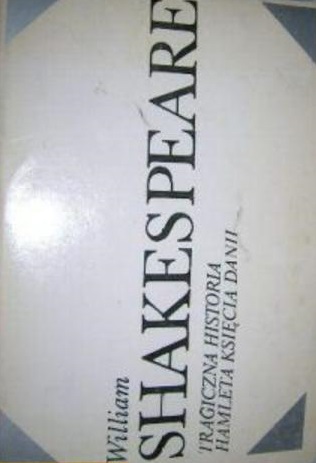 William
SHAKESPEARE
TRAGICZNA HISTORIA
HAMLETA KSIĘCIA DANII